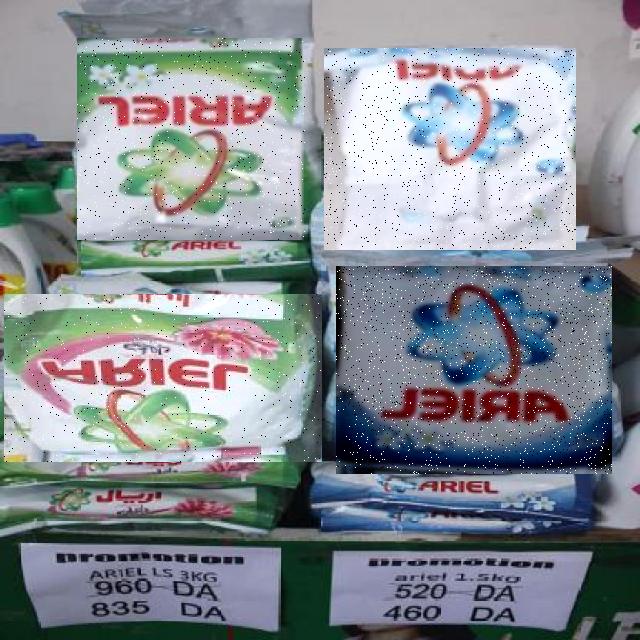 ARIEL
ARIEL
ARIEL
ARIEL
ARIEL
ARIEL
اريال
promotion
ARIEL LS 3KG
960 DA
835 DA
promotion
ariel 1.5kg
520 DA
460 DA